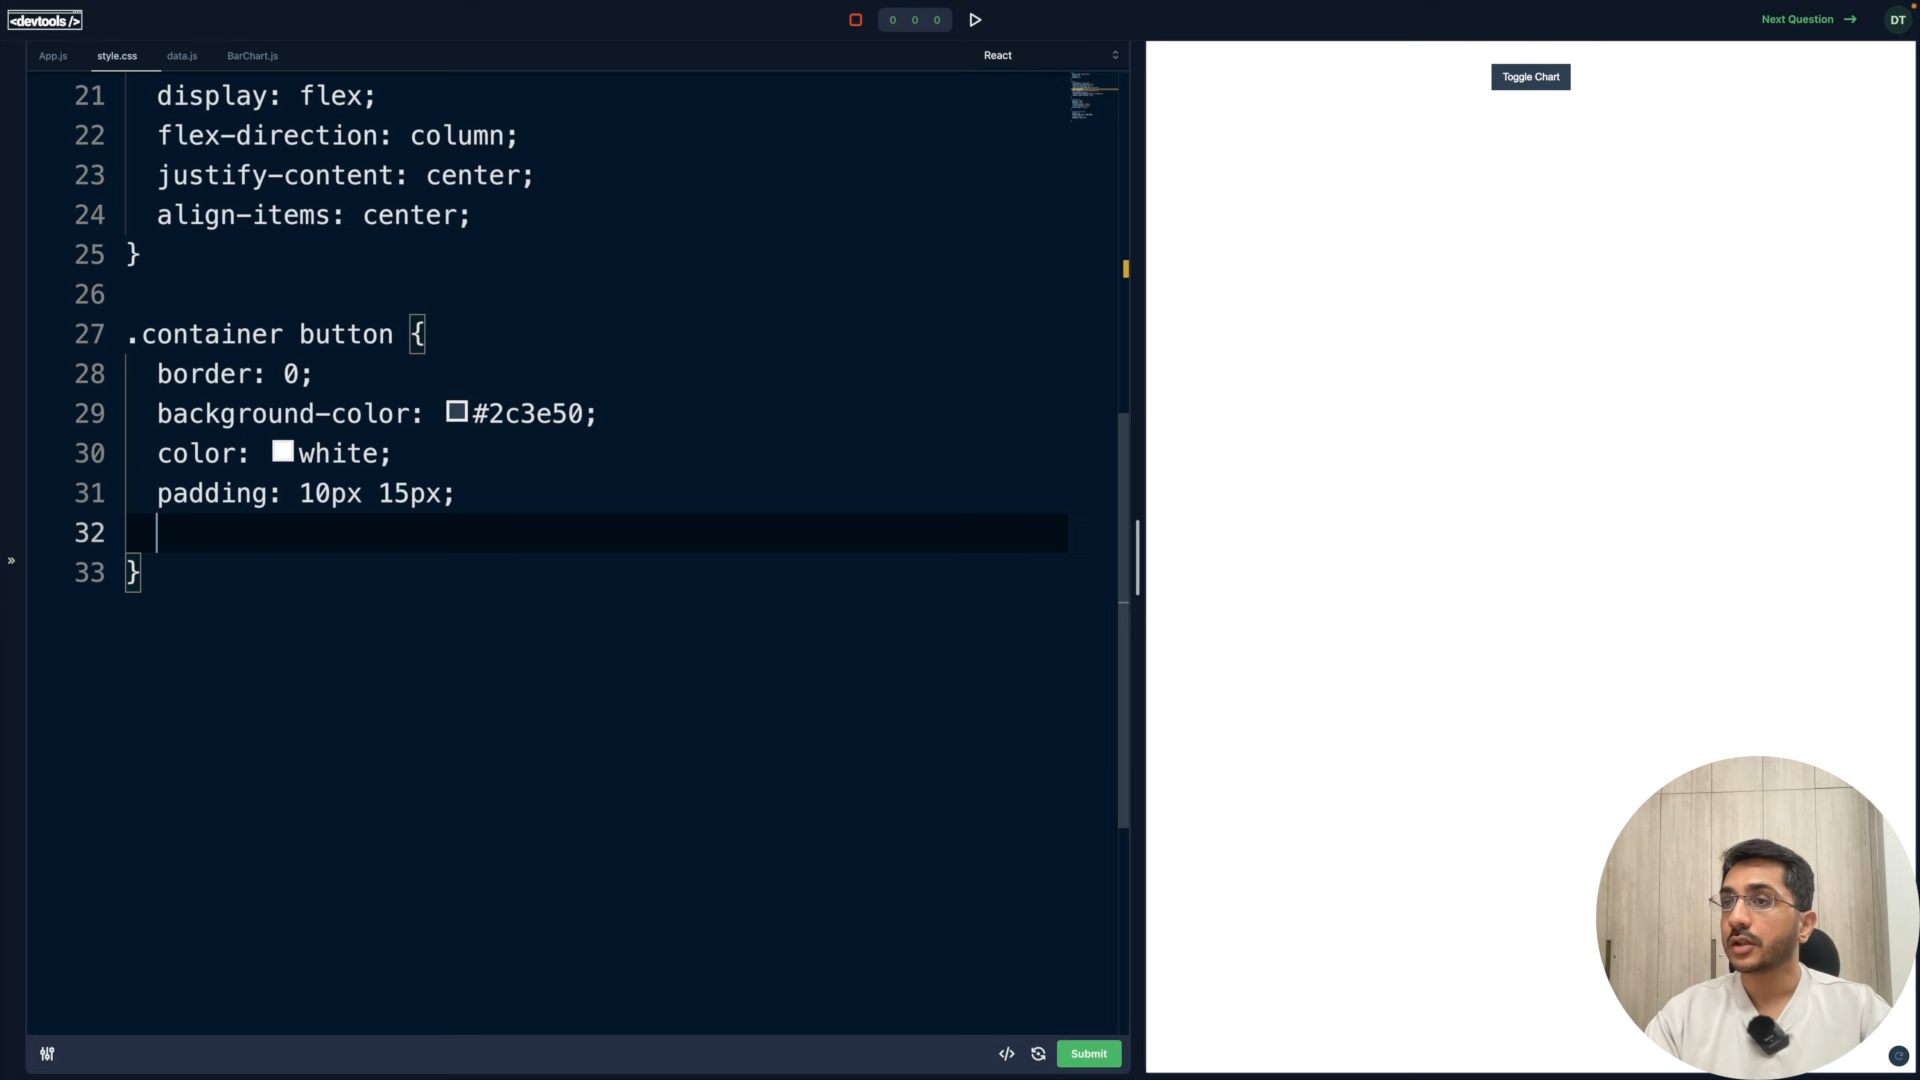 <devtools />
0 0 0
Next Question →
DT
App.js style.css data.js BarChart.js React
21 display: flex;
22 flex-direction: column;
23 justify-content: center;
24 align-items: center;
25 }
26
27 .container button {
28 border: 0;
29 background-color: #2c3e50;
30 color: white;
31 padding: 10px 15px;
32
33 }
Toggle Chart
»
</>
Submit